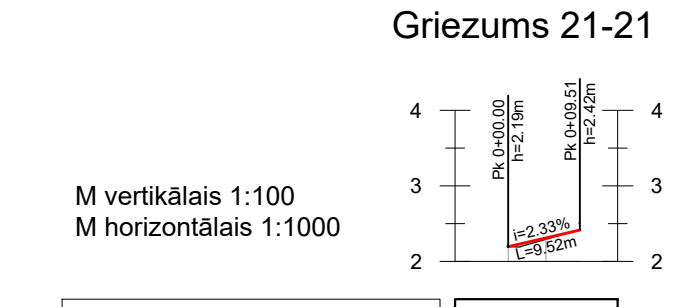 Griezums 21-21
4
3
2
Pk 0+00.00
h=2.19m
Pk 0+09.51
h=2.42m
i=2.33%
L=9.52m
4
3
2
M vertikālais 1:100
M horizontālais 1:1000